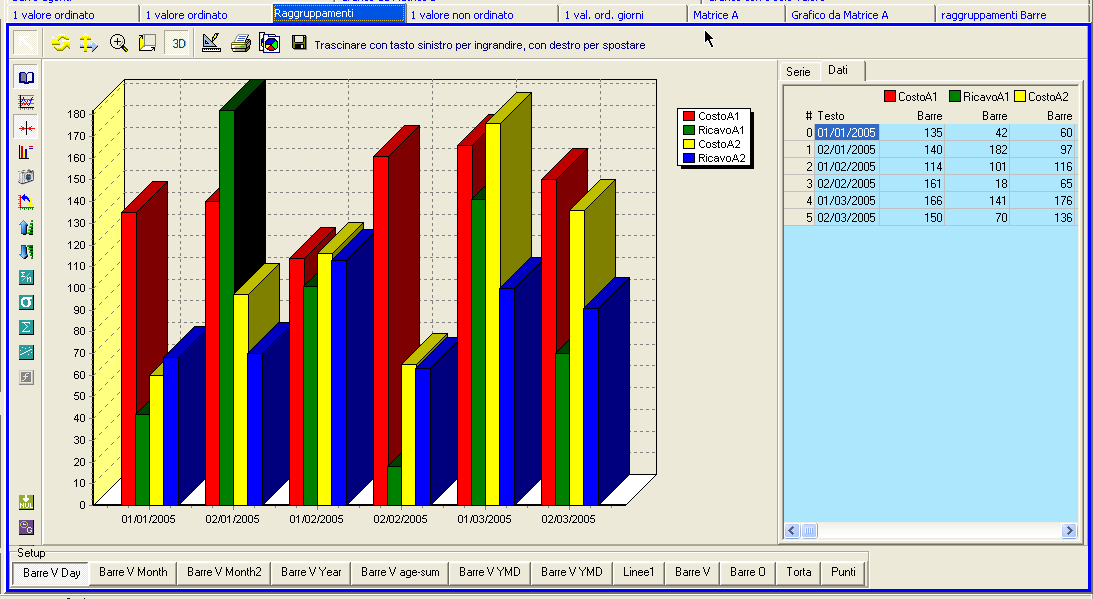 1 valore ordinato 1 valore ordinato Raggruppamenti 1 valore non ordinato 1 val. ord. giorni Matrice A Grafico da Matrice A raggruppamenti Barre
3D Trascinare con tasto sinistro per ingrandire, con destro per spostare
Serie Dati
CostoA1 RicavoA1 CostoA2
# Testo Barre Barre Barre
0 01/01/2005 135 42 60
1 02/01/2005 140 182 97
2 01/02/2005 114 101 116
3 02/02/2005 161 18 65
4 01/03/2005 166 141 176
5 02/03/2005 150 70 136
CostoA1
RicavoA1
CostoA2
RicavoA2
180
170
160
150
140
130
120
110
100
90
80
70
60
50
40
30
20
10
0
01/01/2005 02/01/2005 01/02/2005 02/02/2005 01/03/2005 02/03/2005
Setup
Barre V Day Barre V Month Barre V Month2 Barre V Year Barre V age-sum Barre V YMD Barre V YMD Linee1 Barre V Barre O Torta Punti